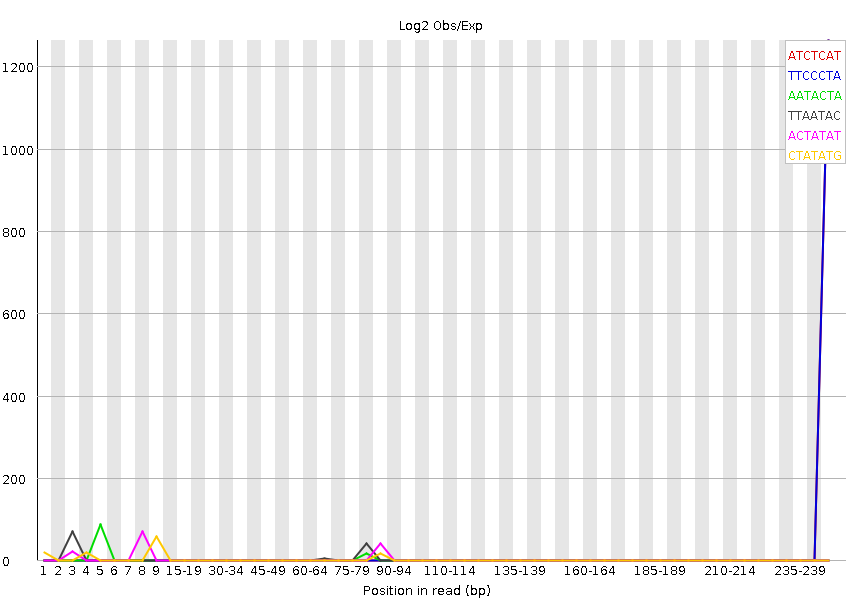 Log2 Obs/Exp
1200
1000
800
600
400
200
0
ATCTCAT
TTCCCTA
AATACTA
TTAATAC
ACTATAT
CTATATG
1 2 3 4 5 6 7 8 9 15-19 30-34 45-49 60-64 75-79 90-94 110-114 135-139 160-164 185-189 210-214 235-239
Position in read (bp)